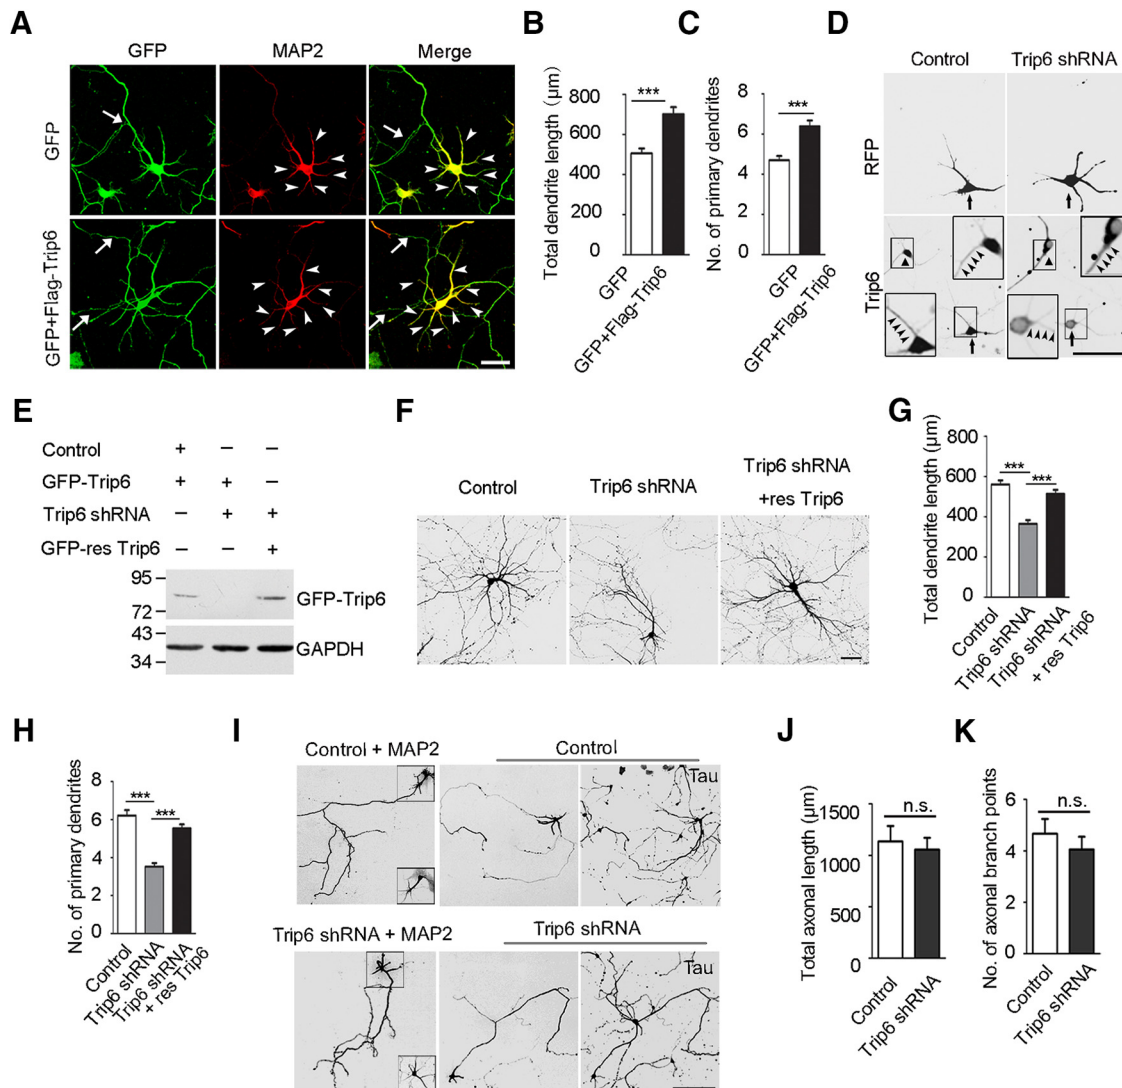 A
GFP
MAP2
Merge
GFP
GFP+Flag-Trip6
B
Total dendrite length (µm)
800
600
400
200
0
***
GFP
GFP+Flag-Trip6
C
No. of primary dendrites
8
6
4
2
0
***
GFP
GFP+Flag-Trip6
D
Control
Trip6 shRNA
RFP
Trip6
E
Control + − −
GFP-Trip6 + + −
Trip6 shRNA − + +
GFP-res Trip6 − − +
95
72
GFP-Trip6
43
34
GAPDH
F
Control
Trip6 shRNA
Trip6 shRNA
+res Trip6
G
Total dendrite length (µm)
800
600
400
200
0
*** ***
Control
Trip6 shRNA
Trip6 shRNA
+ res Trip6
H
No. of primary dendrites
8
6
4
2
0
*** ***
Control
Trip6 shRNA
Trip6 shRNA
+ res Trip6
I
Control + MAP2
Control
Tau
Trip6 shRNA + MAP2
Trip6 shRNA
Tau
J
Total axonal length (µm)
1500
1000
500
0
n.s.
Control
Trip6 shRNA
K
No. of axonal branch points
6
4
2
0
n.s.
Control
Trip6 shRNA